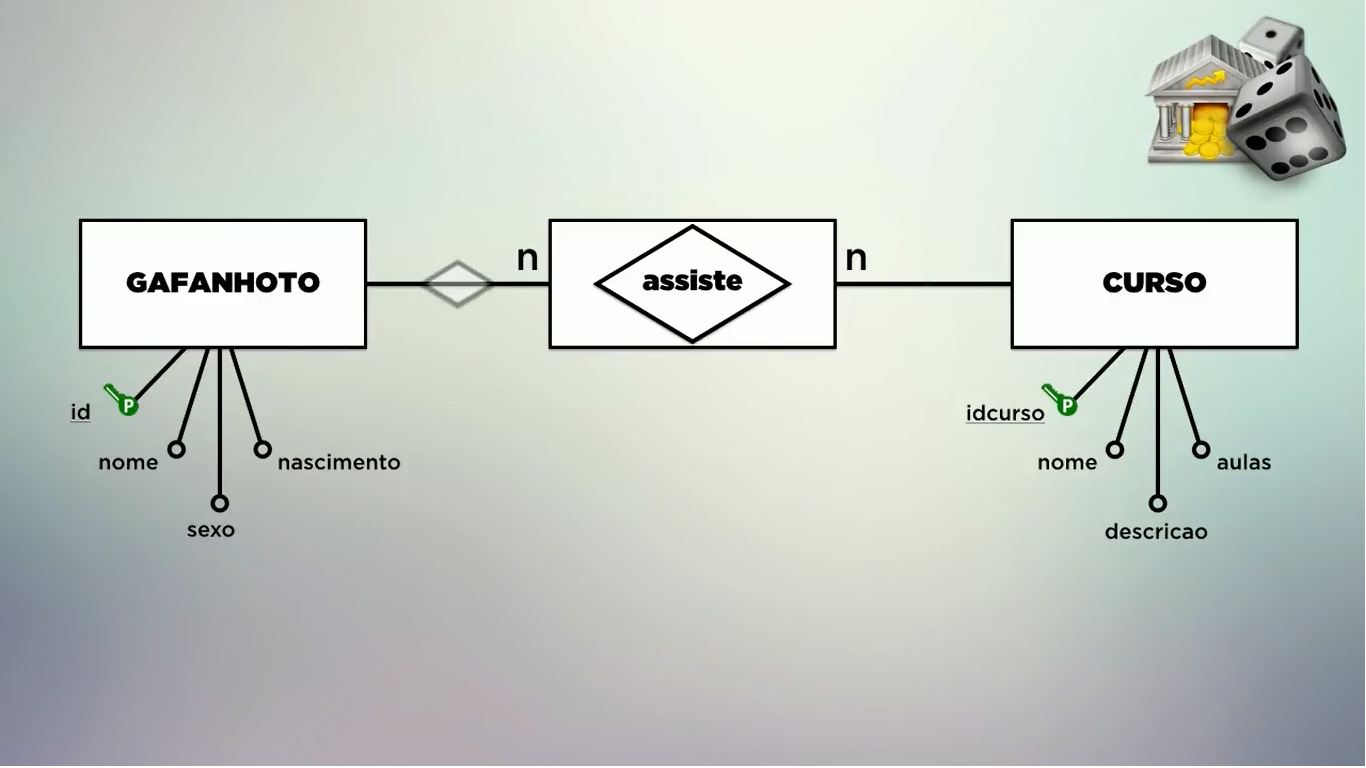 GAFANHOTO
n
assiste
n
CURSO
id
P
nome
sexo
nascimento
idcurso
P
nome
descricao
aulas